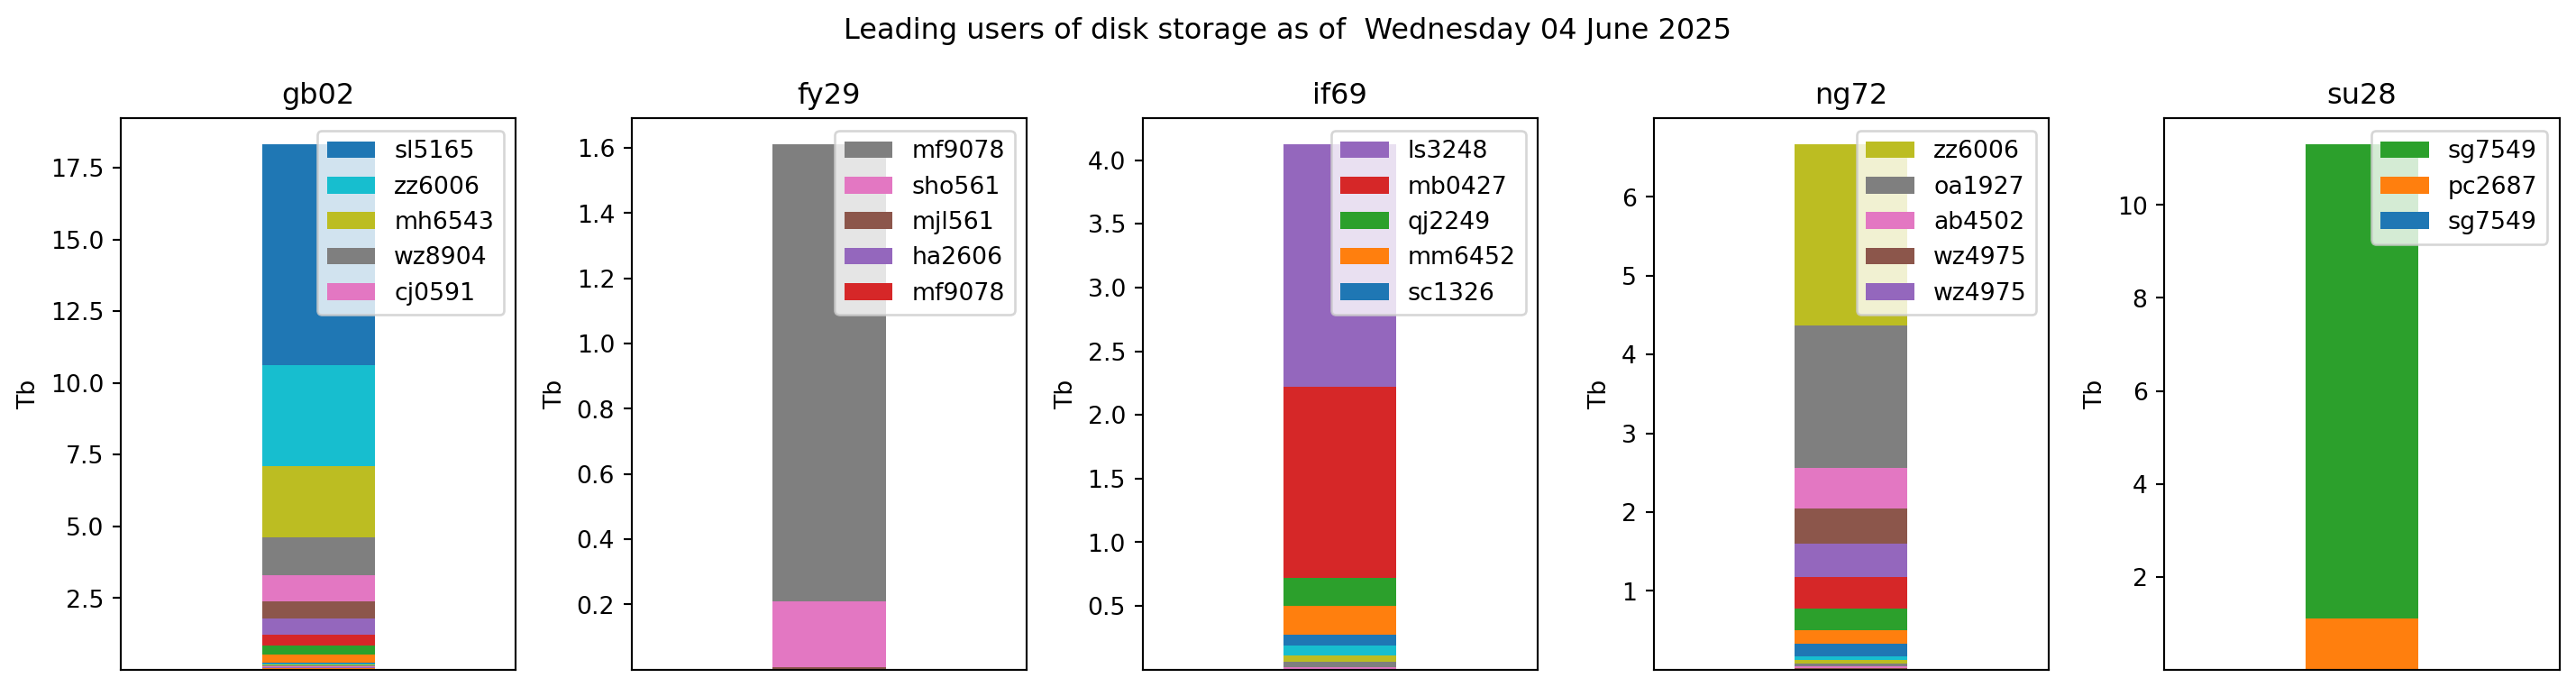 Leading users of disk storage as of  Wednesday 04 June 2025
gb02
Tb
17.5
15.0
12.5
10.0
7.5
5.0
2.5
sl5165
zz6006
mh6543
wz8904
cj0591
fy29
Tb
1.6
1.4
1.2
1.0
0.8
0.6
0.4
0.2
mf9078
sho561
mjl561
ha2606
mf9078
if69
Tb
4.0
3.5
3.0
2.5
2.0
1.5
1.0
0.5
ls3248
mb0427
qj2249
mm6452
sc1326
ng72
Tb
6
5
4
3
2
1
zz6006
oa1927
ab4502
wz4975
wz4975
su28
Tb
10
8
6
4
2
sg7549
pc2687
sg7549